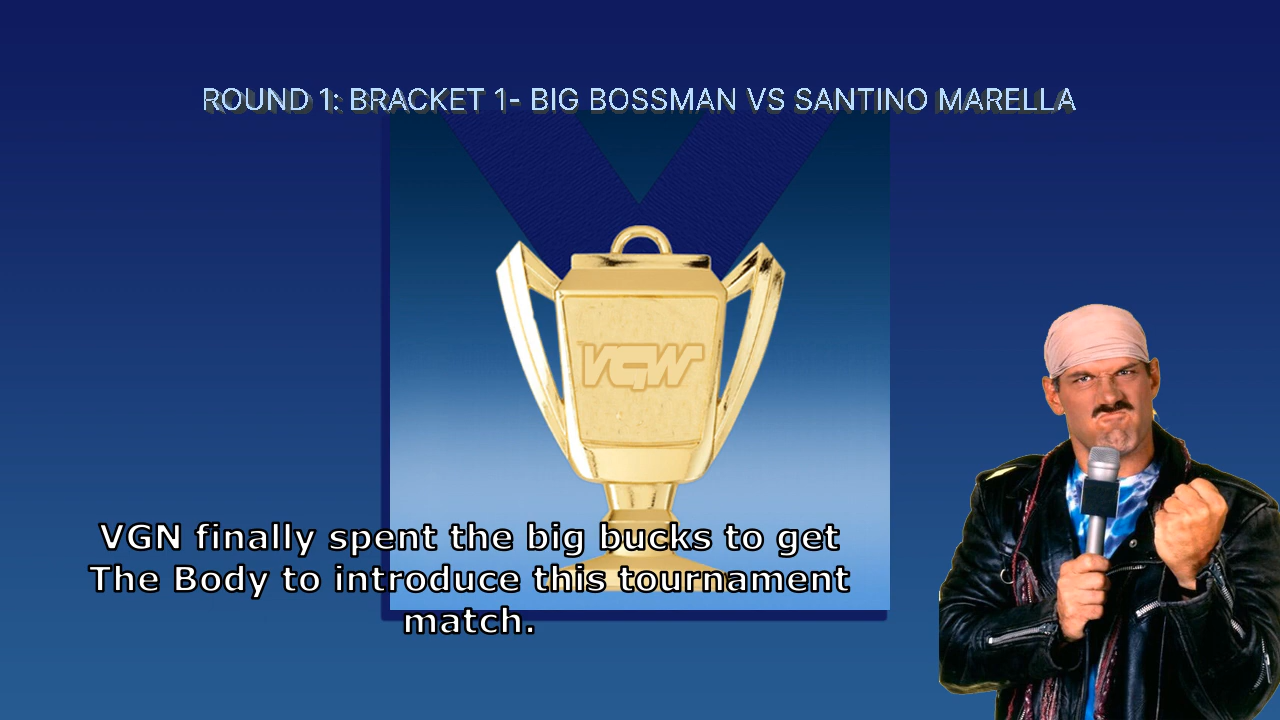 ROUND 1: BRACKET 1- BIG BOSSMAN VS SANTINO MARELLA
VGW
VGN finally spent the big bucks to get
The Body to introduce this tournament
match.